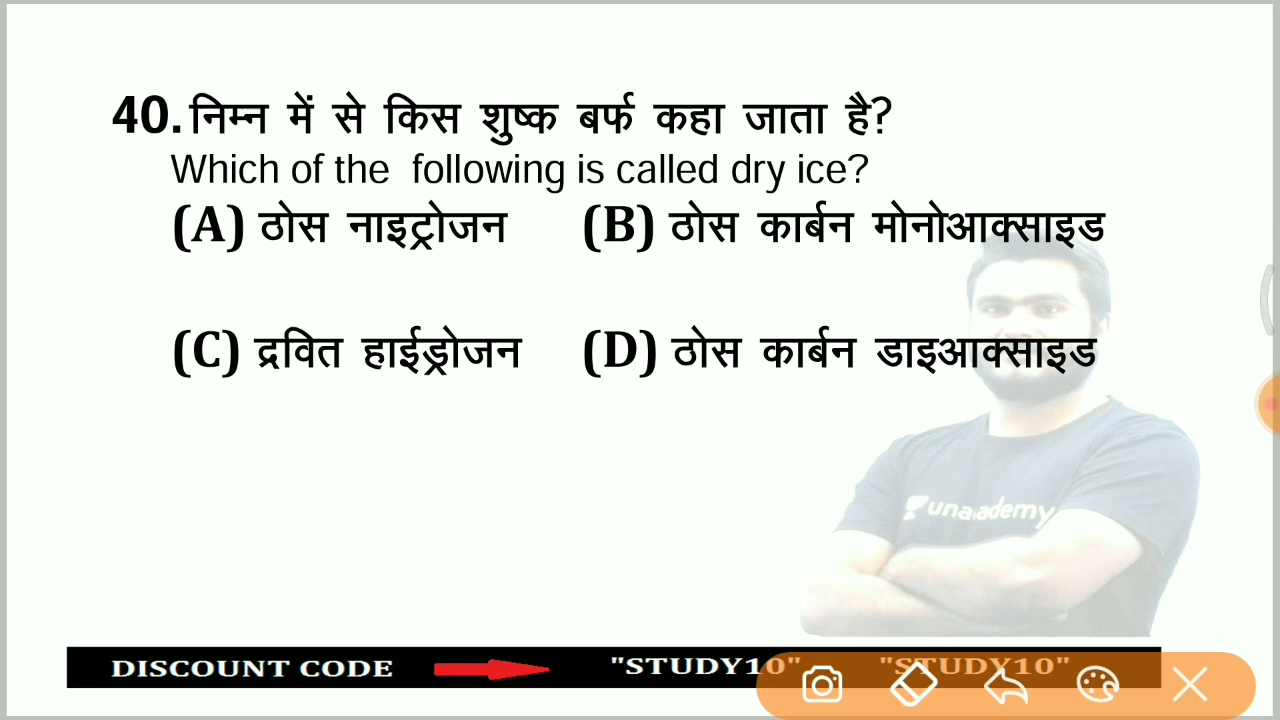 40. निम्न में से किस शुष्क बर्फ कहा जाता है?
Which of the following is called dry ice?
(A) ठोस नाइट्रोजन (B) ठोस कार्बन मोनोआक्साइड
(C) द्रवित हाईड्रोजन (D) ठोस कार्बन डाइआक्साइड
unacademy
DISCOUNT CODE "STUDY10" "STUDY10"